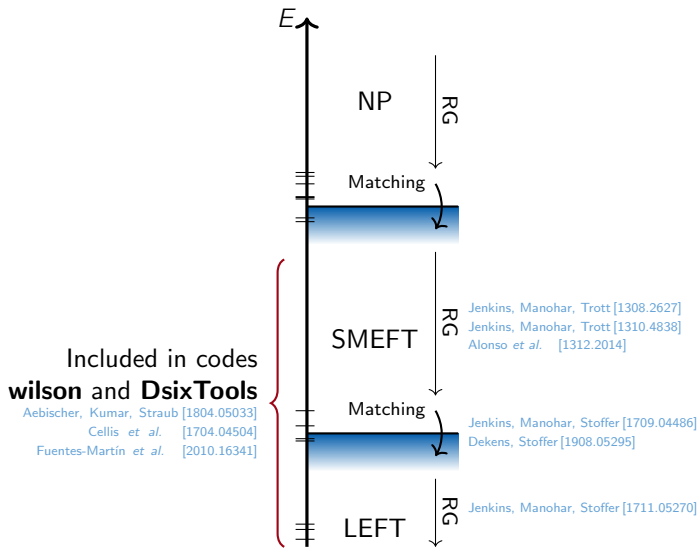 E
NP
RG
Matching
SMEFT
RG
Jenkins, Manohar, Trott [1308.2627]
Jenkins, Manohar, Trott [1310.4838]
Alonso et al. [1312.2014]
Included in codes
wilson and DsixTools
Aebischer, Kumar, Straub [1804.05033]
Cellis et al. [1704.04504]
Fuentes-Martín et al. [2010.16341]
Matching
Jenkins, Manohar, Stoffer [1709.04486]
Dekens, Stoffer [1908.05295]
LEFT
RG
Jenkins, Manohar, Stoffer [1711.05270]